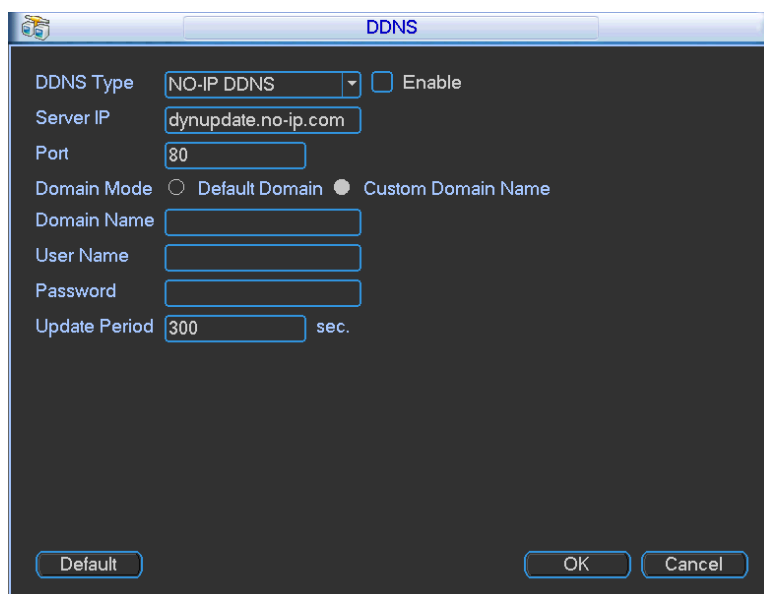 DDNS
DDNS Type NO-IP DDNS Enable
Server IP dynupdate.no-ip.com
Port 80
Domain Mode Default Domain Custom Domain Name
Domain Name
User Name
Password
Update Period 300 sec.
Default OK Cancel